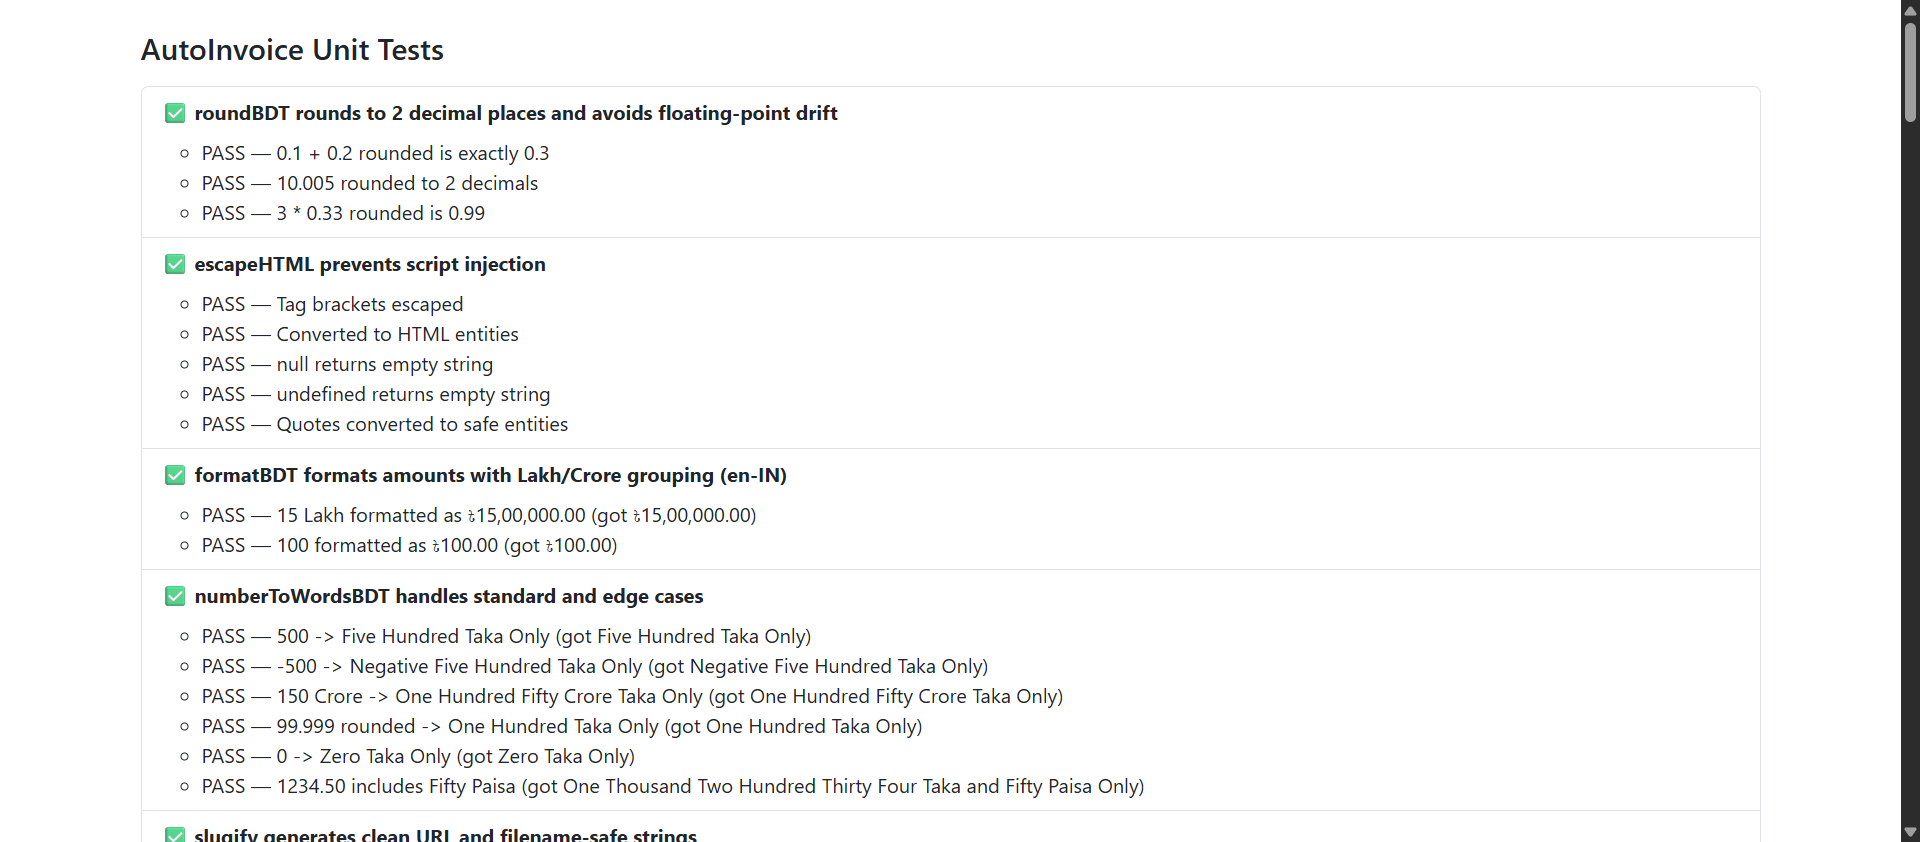 AutoInvoice Unit Tests
✅ roundBDT rounds to 2 decimal places and avoids floating-point drift
PASS — 0.1 + 0.2 rounded is exactly 0.3
PASS — 10.005 rounded to 2 decimals
PASS — 3 * 0.33 rounded is 0.99
✅ escapeHTML prevents script injection
PASS — Tag brackets escaped
PASS — Converted to HTML entities
PASS — null returns empty string
PASS — undefined returns empty string
PASS — Quotes converted to safe entities
✅ formatBDT formats amounts with Lakh/Crore grouping (en-IN)
PASS — 15 Lakh formatted as ৳15,00,000.00 (got ৳15,00,000.00)
PASS — 100 formatted as ৳100.00 (got ৳100.00)
✅ numberToWordsBDT handles standard and edge cases
PASS — 500 -> Five Hundred Taka Only (got Five Hundred Taka Only)
PASS — -500 -> Negative Five Hundred Taka Only (got Negative Five Hundred Taka Only)
PASS — 150 Crore -> One Hundred Fifty Crore Taka Only (got One Hundred Fifty Crore Taka Only)
PASS — 99.999 rounded -> One Hundred Taka Only (got One Hundred Taka Only)
PASS — 0 -> Zero Taka Only (got Zero Taka Only)
PASS — 1234.50 includes Fifty Paisa (got One Thousand Two Hundred Thirty Four Taka and Fifty Paisa Only)
✅ slugify generates clean URL and filename-safe strings